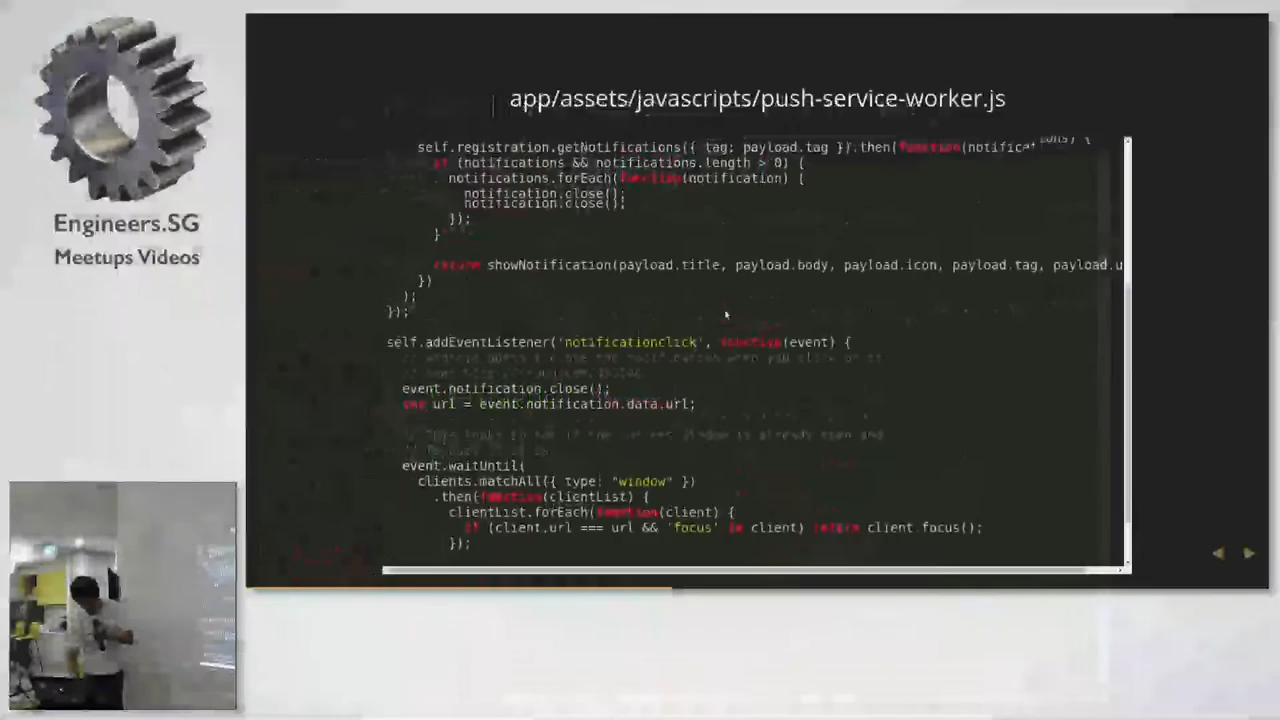 Engineers.SG
Meetups Videos
app/assets/javascripts/push-service-worker.js
self.registration.getNotifications({ tag: payload.tag }).then(function(notificat
if (notifications && notifications.length > 0) {
notifications.forEach(function(notification) {
notification.close();
notification.close();
});
}
return showNotification(payload.title, payload.body, payload.icon, payload.tag, payload.u
})
);
});
self.addEventListener('notificationclick', function(event) {
event.notification.close();
var url = event.notification.data.url;
event.waitUntil(
clients.matchAll({ type: "window" })
.then(function(clientList) {
clientList.forEach(function(client) {
if (client.url === url && 'focus' in client) return client.focus();
});